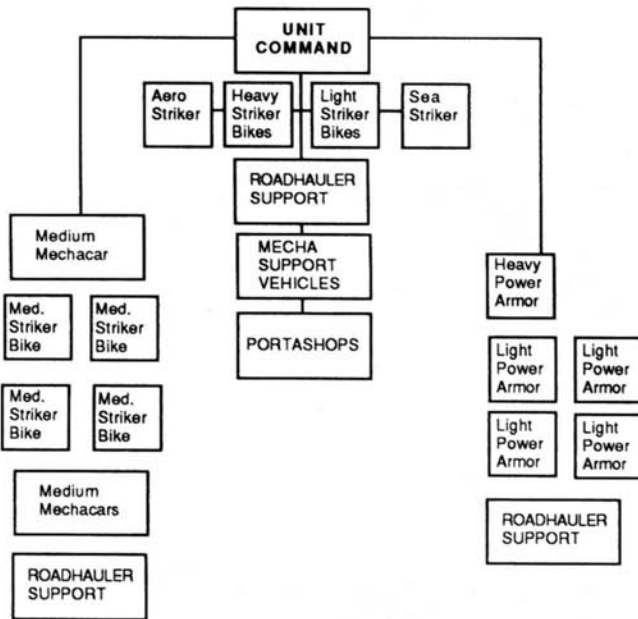 UNIT
COMMAND
Aero
Striker
Heavy
Striker
Bikes
Light
Striker
Bikes
Sea
Striker
ROADHAULER
SUPPORT
MECHA
SUPPORT
VEHICLES
PORTASHOPS
Medium
Mechacar
Med.
Striker
Bike
Med.
Striker
Bike
Med.
Striker
Bike
Med.
Striker
Bike
Medium
Mechacars
ROADHAULER
SUPPORT
Heavy
Power
Armor
Light
Power
Armor
Light
Power
Armor
Light
Power
Armor
Light
Power
Armor
ROADHAULER
SUPPORT